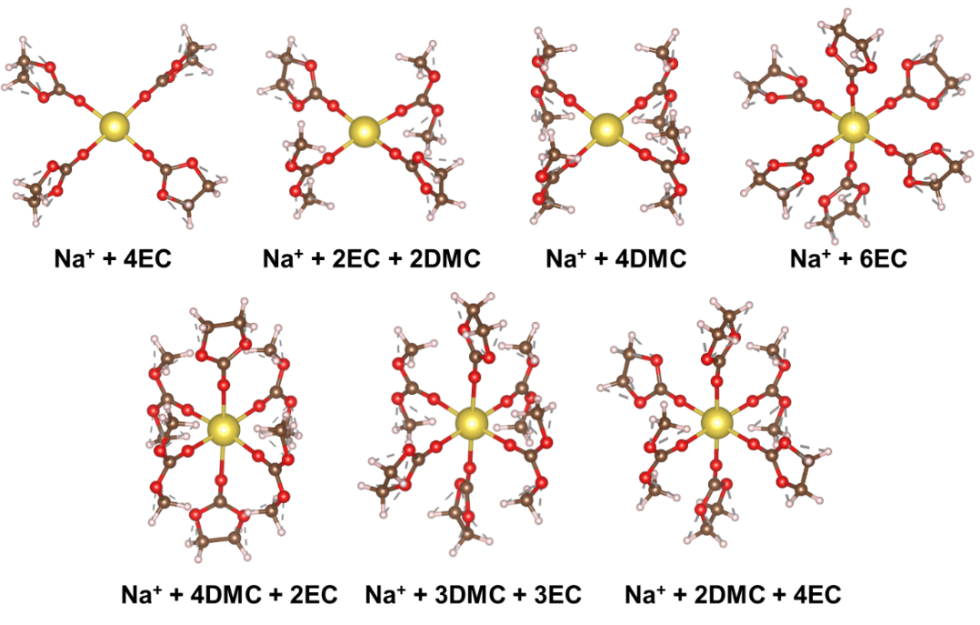 Na⁺ + 4EC
Na⁺ + 2EC + 2DMC
Na⁺ + 4DMC
Na⁺ + 6EC
Na⁺ + 4DMC + 2EC
Na⁺ + 3DMC + 3EC
Na⁺ + 2DMC + 4EC